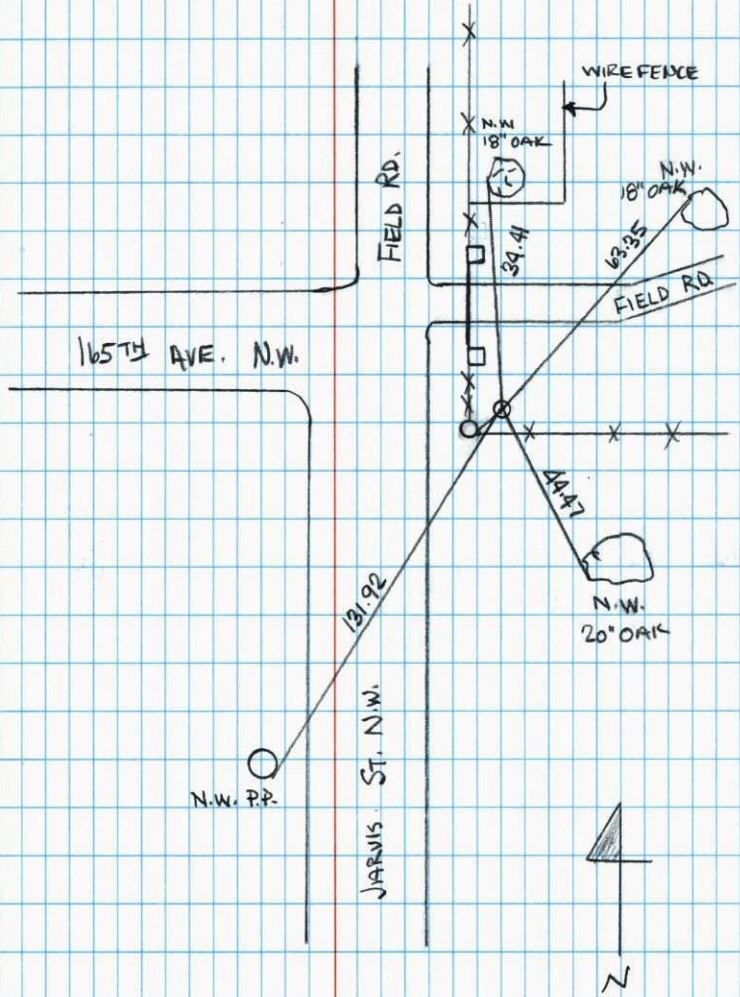 WIRE FENCE
N.W
18" OAK
N.W.
18" OAK
FIELD RD.
34.41
63.35
FIELD RD.
165TH AVE. N.W.
44.47
131.92
N.W.
20" OAK
JARVIS ST. N.W.
N.W. P.P.
N